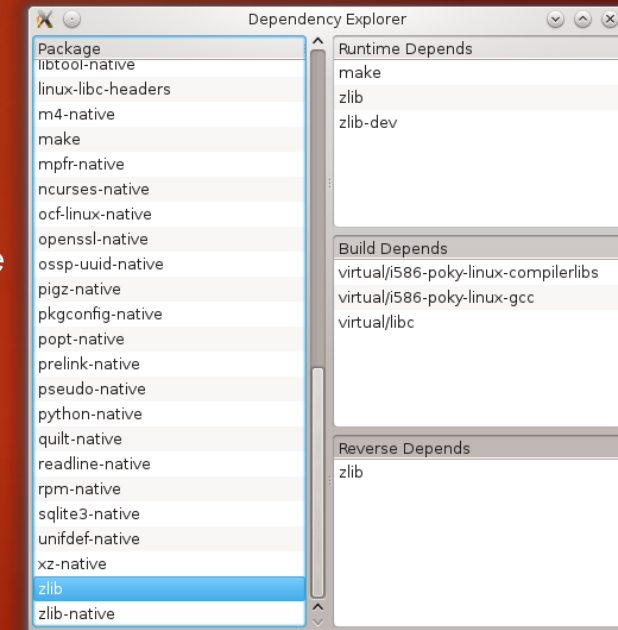 Dependency Explorer
Package
libtool-native
linux-libc-headers
m4-native
make
mpfr-native
ncurses-native
ocf-linux-native
openssl-native
ossp-uuid-native
pigz-native
pkgconfig-native
popt-native
prelink-native
pseudo-native
python-native
quilt-native
readline-native
rpm-native
sqlite3-native
unifdef-native
xz-native
zlib
zlib-native
Runtime Depends
make
zlib
zlib-dev
Build Depends
virtual/i586-poky-linux-compilerlibs
virtual/i586-poky-linux-gcc
virtual/libc
Reverse Depends
zlib